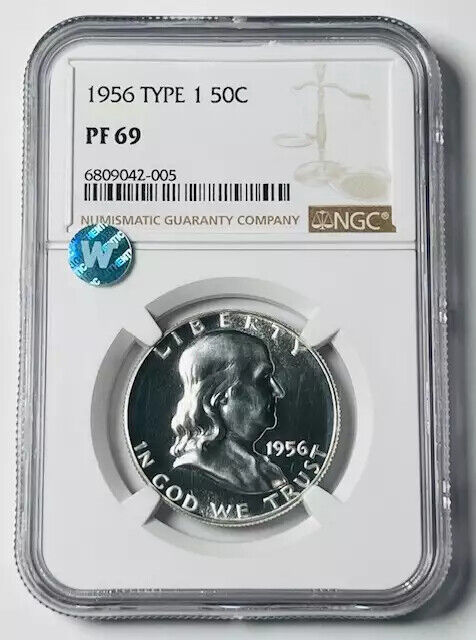 1956 TYPE 1 50C
PF 69
6809042-005
NUMISMATIC GUARANTY COMPANY
NGC®
W
LIBERTY
1956
IN GOD WE TRUST